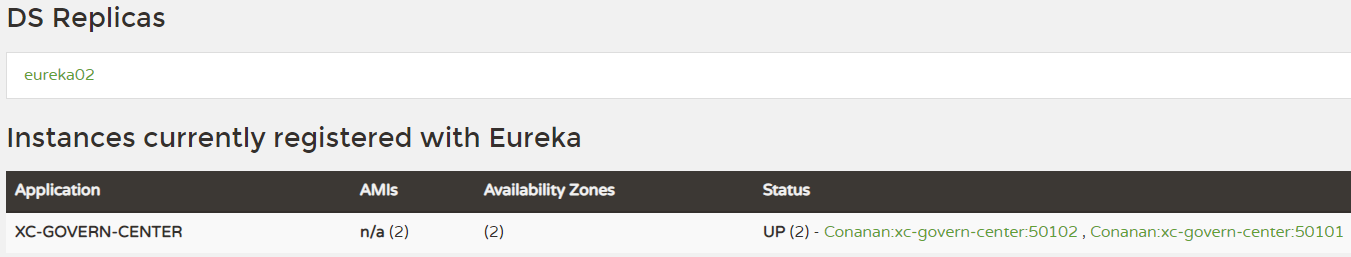 DS Replicas
eureka02
Instances currently registered with Eureka
Application AMIs Availability Zones Status
XC-GOVERN-CENTER n/a (2) (2) UP (2) - Conanan:xc-govern-center:50102 , Conanan:xc-govern-center:50101